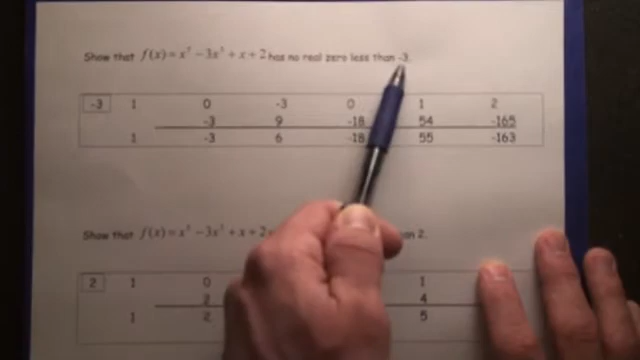 Show that f(x) = x⁵ − 3x³ + x + 2 has no real zero less than -3.
-3 1 0 -3 0 1 2
-3 9 -18 54 -165
1 -3 6 -18 55 -163
Show that f(x) = x⁵ − 3x³ + x + 2 than 2.
2 1 0 1
2 4
1 2 5